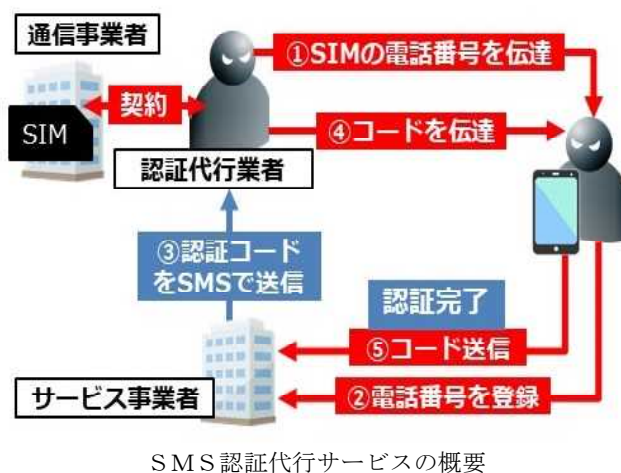 通信事業者
①SIMの電話番号を伝達
契約
SIM
④コードを伝達
認証代行業者
③認証コード
をSMSで送信
認証完了
⑤コード送信
サービス事業者
②電話番号を登録
ＳＭＳ認証代行サービスの概要